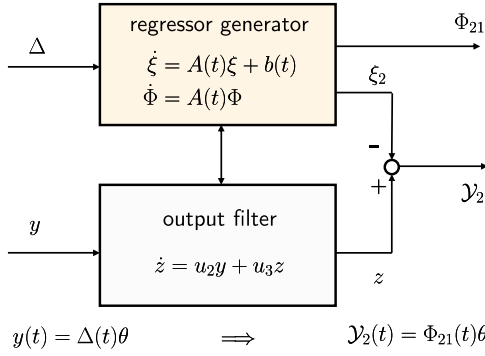 regressor generator
Δ
ξ̇ = A(t)ξ + b(t)
Φ̇ = A(t)Φ
Φ₂₁
ξ₂
−
+
𝒴₂
y
output filter
ż = u₂y + u₃z
z
y(t) = Δ(t)θ ⟹ 𝒴₂(t) = Φ₂₁(t)θ